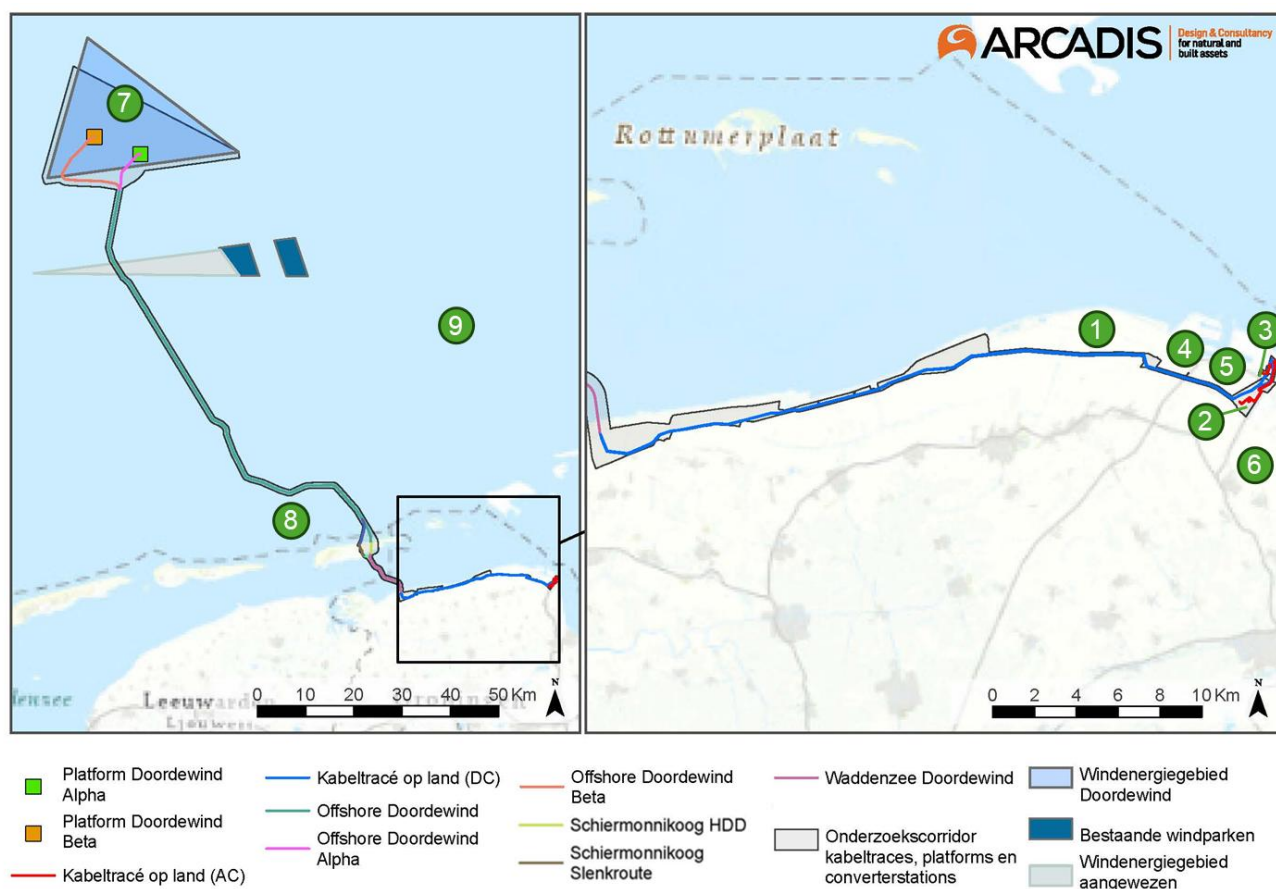 ARCADIS
Design & Consultancy
for natural and
built assets
7
9
8
Leeuwarden
0 10 20 30 40 50 Km
N
Rottumerplaat
1
4
3
5
2
6
0 2 4 6 8 10 Km
N
Platform Doordewind
Alpha
Platform Doordewind
Beta
Kabeltracé op land (AC)
Kabeltracé op land (DC)
Offshore Doordewind
Offshore Doordewind
Alpha
Offshore Doordewind
Beta
Schiermonnikoog HDD
Schiermonnikoog
Slenkroute
Waddenzee Doordewind
Onderzoekscorridor
kabeltraces, platforms en
converterstations
Windenergiegebied
Doordewind
Bestaande windparken
Windenergiegebied
aangewezen